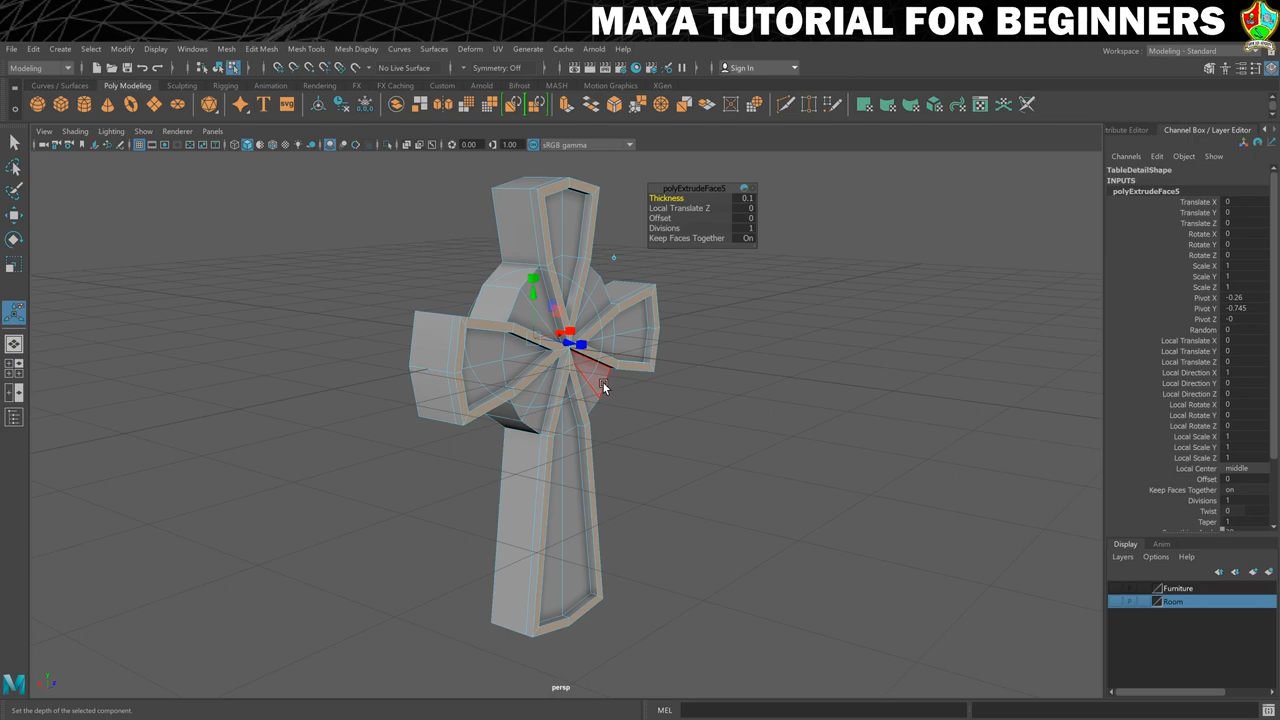 MAYA TUTORIAL FOR BEGINNERS
File Edit Create Select Modify Display Windows Mesh Edit Mesh Mesh Tools Mesh Display Curves Surfaces Deform UV Generate Cache Arnold Help
Workspace : Modeling - Standard
Modeling No Live Surface Symmetry: Off Sign In
Curves / Surfaces Poly Modeling Sculpting Rigging Animation Rendering FX FX Caching Custom Arnold Bifrost MASH Motion Graphics XGen
View Shading Lighting Show Renderer Panels
tribute Editor Channel Box / Layer Editor
0.00 1.00 sRGB gamma
Channels Edit Object Show
TableDetailShape
INPUTS
polyExtrudeFace5
Translate X 0
Translate Y 0
Translate Z 0
Rotate X 0
Rotate Y 0
Rotate Z 0
Scale X 1
Scale Y 1
Scale Z 1
Pivot X -0.26
Pivot Y -0.745
Pivot Z -0
Random 0
Local Translate X 0
Local Translate Y 0
Local Translate Z 0
Local Direction X 1
Local Direction Y 0
Local Direction Z 0
Local Rotate X 0
Local Rotate Y 0
Local Rotate Z 0
Local Scale X 1
Local Scale Y 1
Local Scale Z 1
Local Center middle
Offset 0
Keep Faces Together on
Divisions 1
Twist 0
Taper 1
polyExtrudeFace5
Thickness 0.1
Local Translate Z 0
Offset 0
Divisions 1
Keep Faces Together On
Display Anim
Layers Options Help
Furniture
P Room
persp
Set the depth of the selected component.
MEL